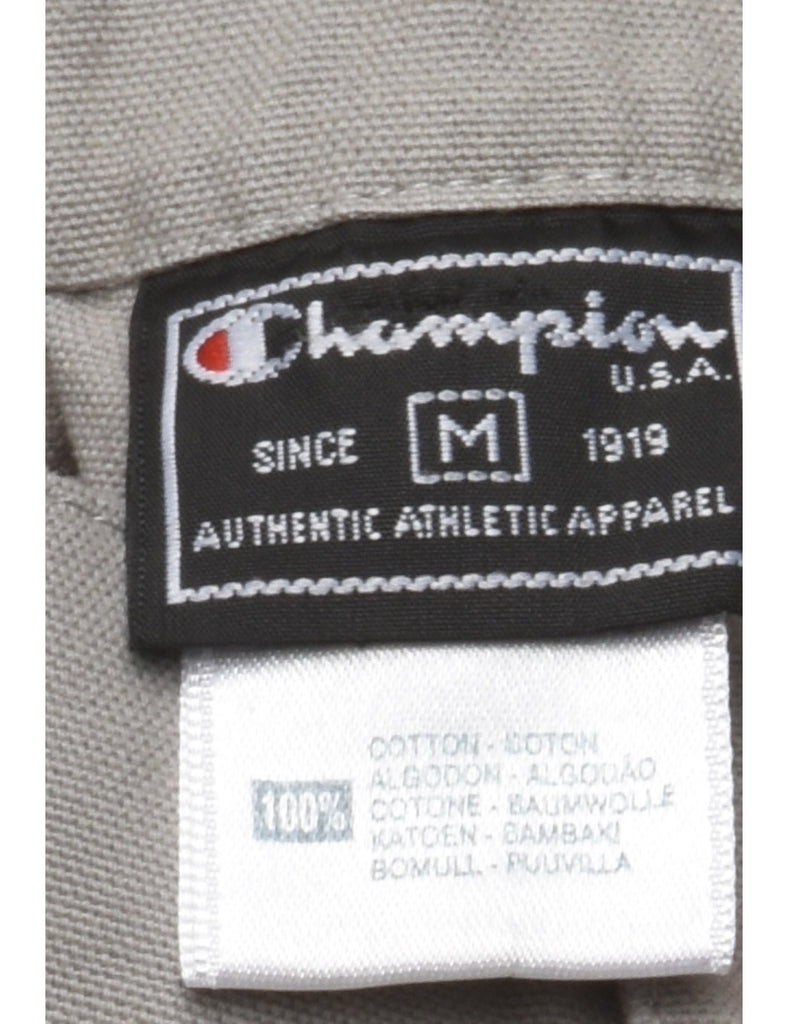 Champion
U.S.A.
SINCE M 1919
AUTHENTIC ATHLETIC APPAREL
100%
COTTON - COTON
ALGODON - ALGODÃO
COTONE - BAUMWOLLE
KATOEN - BAMBAKI
BOMULL - PUUVILLA